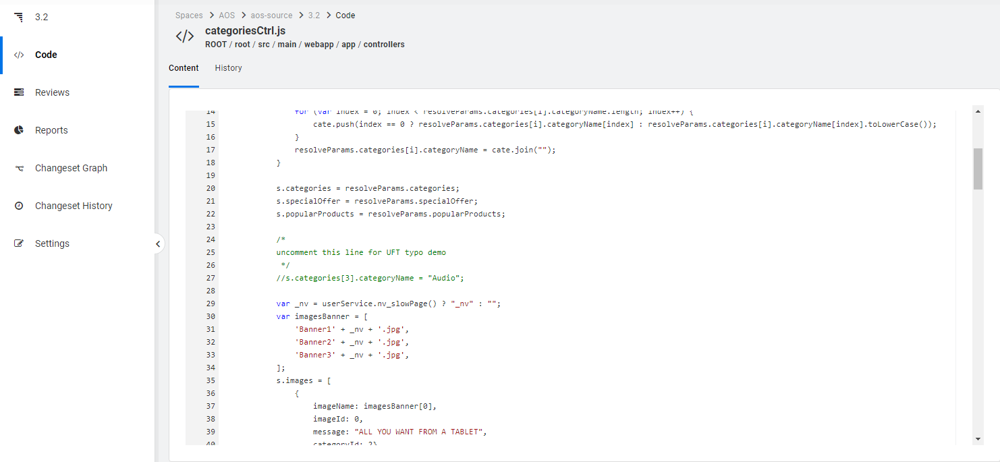 3.2
Code
Reviews
Reports
Changeset Graph
Changeset History
Settings
Spaces > AOS > aos-source > 3.2 > Code
</> categoriesCtrl.js
ROOT / root / src / main / webapp / app / controllers
Content History
14 for (var index = 0; index < resolveParams.categories[i].categoryName.length; index++) {
15 cate.push(index == 0 ? resolveParams.categories[i].categoryName[index] : resolveParams.categories[i].categoryName[index].toLowerCase());
16 }
17 resolveParams.categories[i].categoryName = cate.join("");
18 }
19
20 s.categories = resolveParams.categories;
21 s.specialOffer = resolveParams.specialOffer;
22 s.popularProducts = resolveParams.popularProducts;
23
24 /*
25 uncomment this line for UFT typo demo
26 */
27 //s.categories[3].categoryName = "Audio";
28
29 var _nv = userService.nv_slowPage() ? "_nv" : "";
30 var imagesBanner = [
31 'Banner1' + _nv + '.jpg',
32 'Banner2' + _nv + '.jpg',
33 'Banner3' + _nv + '.jpg',
34 ];
35 s.images = [
36 {
37 imageName: imagesBanner[0],
38 imageId: 0,
39 message: "ALL YOU WANT FROM A TABLET",
40 categoryId: 2}